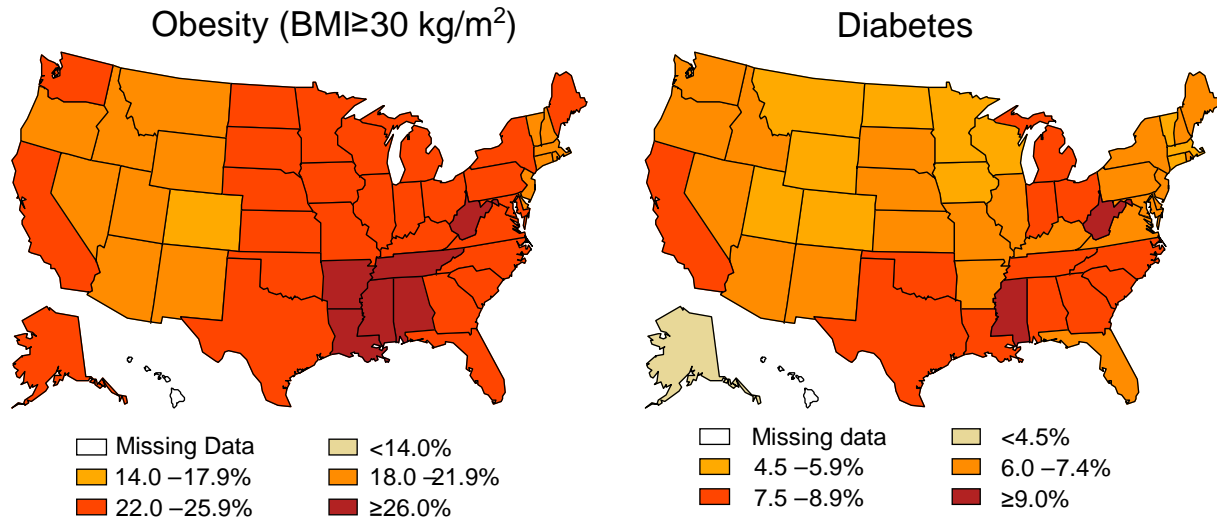 Obesity (BMI≥30 kg/m²)
Diabetes
Missing Data
<14.0%
14.0 –17.9%
18.0 –21.9%
22.0 –25.9%
≥26.0%
Missing data
<4.5%
4.5 –5.9%
6.0 –7.4%
7.5 –8.9%
≥9.0%